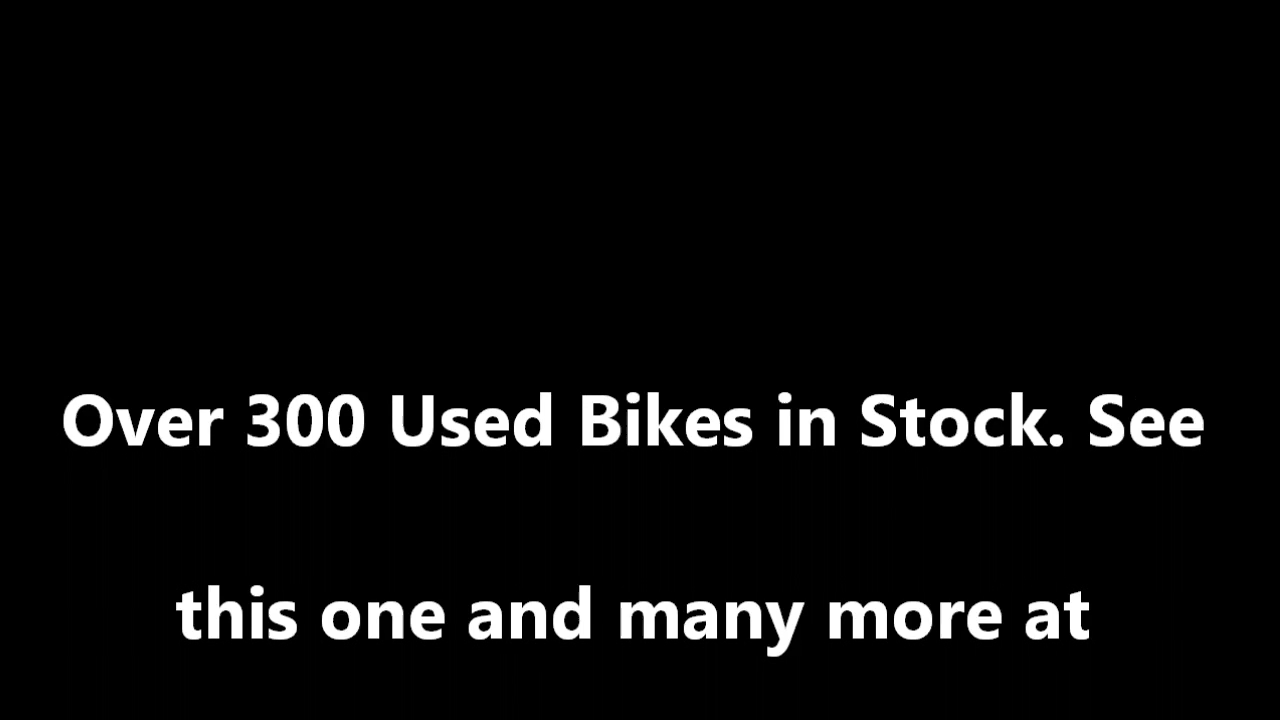 Over 300 Used Bikes in Stock. See
this one and many more at